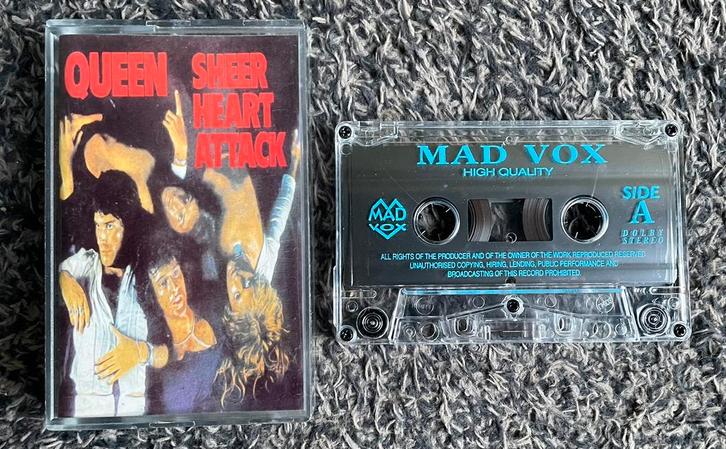 QUEEN SHEER
HEART
ATTACK
MAD VOX
HIGH QUALITY
SIDE
A
DOLBY
STEREO
MAD
VOX
ALL RIGHTS OF THE PRODUCER AND OF THE OWNER OF THE WORK REPRODUCED RESERVED
UNAUTHORISED COPYING, HIRING, LENDING, PUBLIC PERFORMANCE AND
BROADCASTING OF THIS RECORD PROHIBITED.